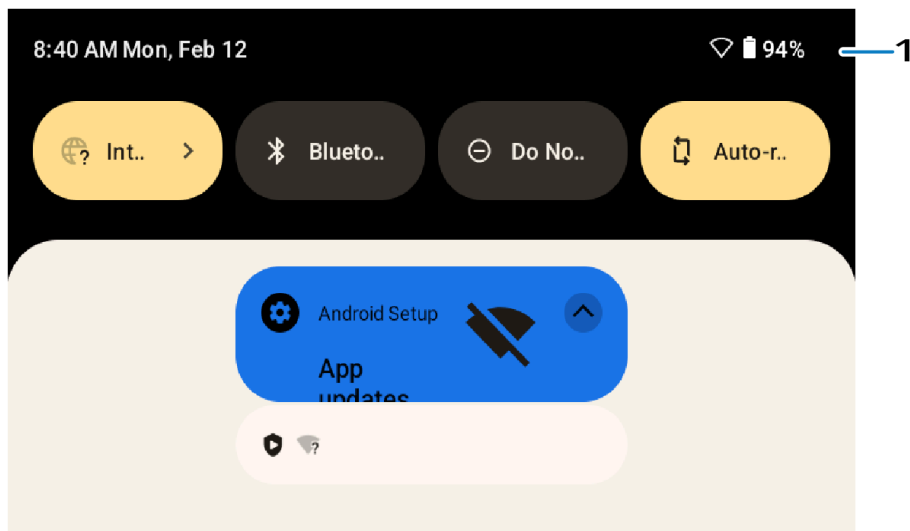 8:40 AM Mon, Feb 12 94% 1
Int.. Blueto.. Do No.. Auto-r..
Android Setup
App
updates